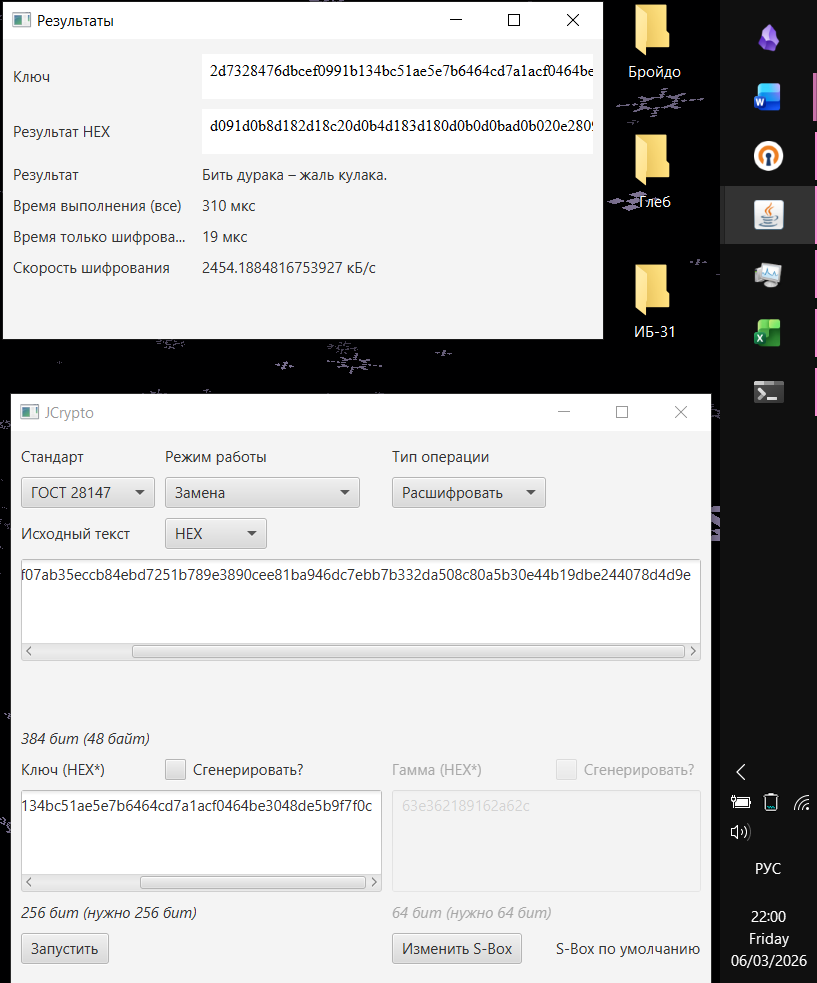 Результаты
Ключ
2d7328476dbcef0991b134bc51ae5e7b6464cd7a1acf0464be
Результат HEX
d091d0b8d182d18c20d0b4d183d180d0b0d0bad0b020e2809
Результат
Бить дурака – жаль кулака.
Время выполнения (все)
310 мкс
Время только шифрова...
19 мкс
Скорость шифрования
2454.1884816753927 кБ/с
Бройдо
Глеб
ИБ-31
JCrypto
Стандарт
Режим работы
Тип операции
ГОСТ 28147
Замена
Расшифровать
Исходный текст
HEX
f07ab35eccb84ebd7251b789e3890cee81ba946dc7ebb7b332da508c80a5b30e44b19dbe244078d4d9e
384 бит (48 байт)
Ключ (HEX*)
Сгенерировать?
Гамма (HEX*)
Сгенерировать?
134bc51ae5e7b6464cd7a1acf0464be3048de5b9f7f0c
63e362189162a62c
256 бит (нужно 256 бит)
64 бит (нужно 64 бит)
Запустить
Изменить S-Box
S-Box по умолчанию
РУС
22:00
Friday
06/03/2026